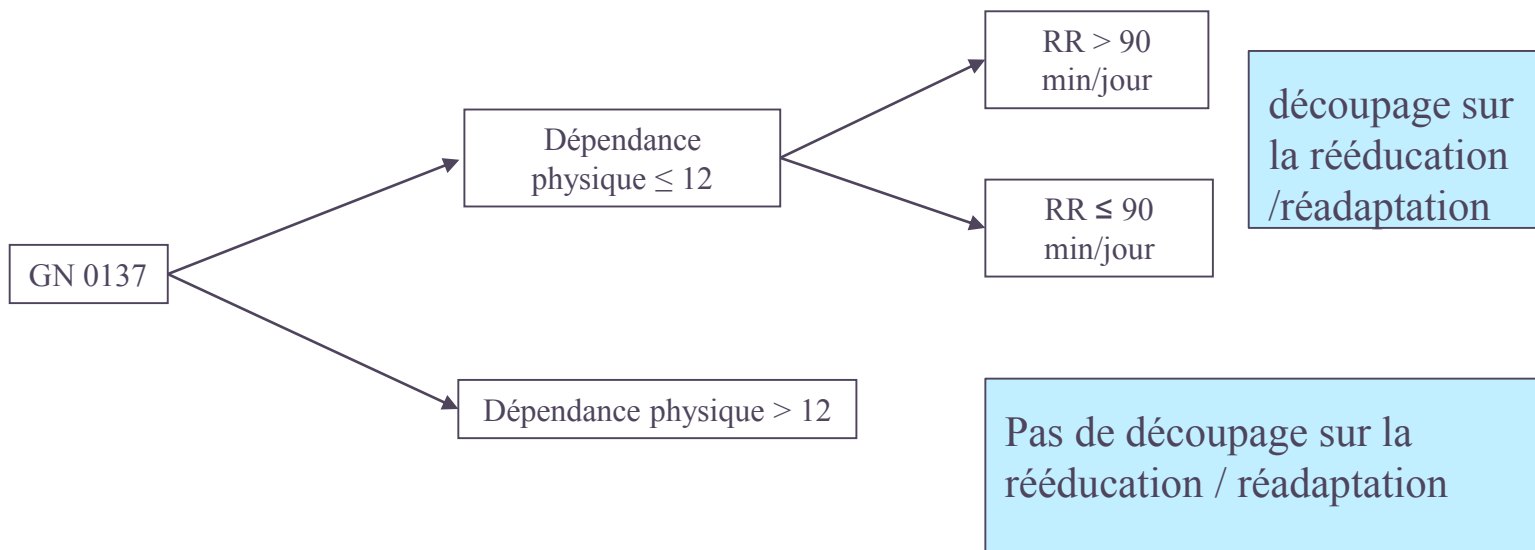 RR > 90
min/jour
découpage sur
la rééducation
/réadaptation
Dépendance
physique ≤ 12
RR ≤ 90
min/jour
GN 0137
Dépendance physique > 12
Pas de découpage sur la
rééducation / réadaptation